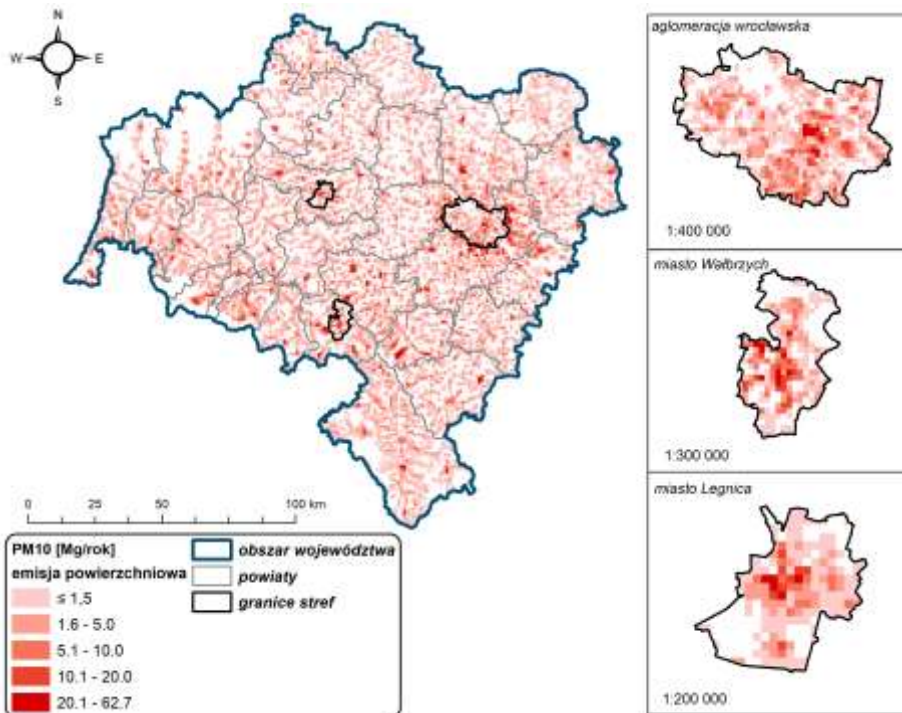 N
W E
S
aglomeracja wrocławska
1:400 000
miasto Wałbrzych
1:300 000
miasto Legnica
1:200 000
0 25 50 100 km
PM10 [Mg/rok]
emisja powierzchniowa
≤ 1,5
1.6 - 5.0
5.1 - 10.0
10.1 - 20.0
20.1 - 62.7
obszar województwa
powiaty
granice stref